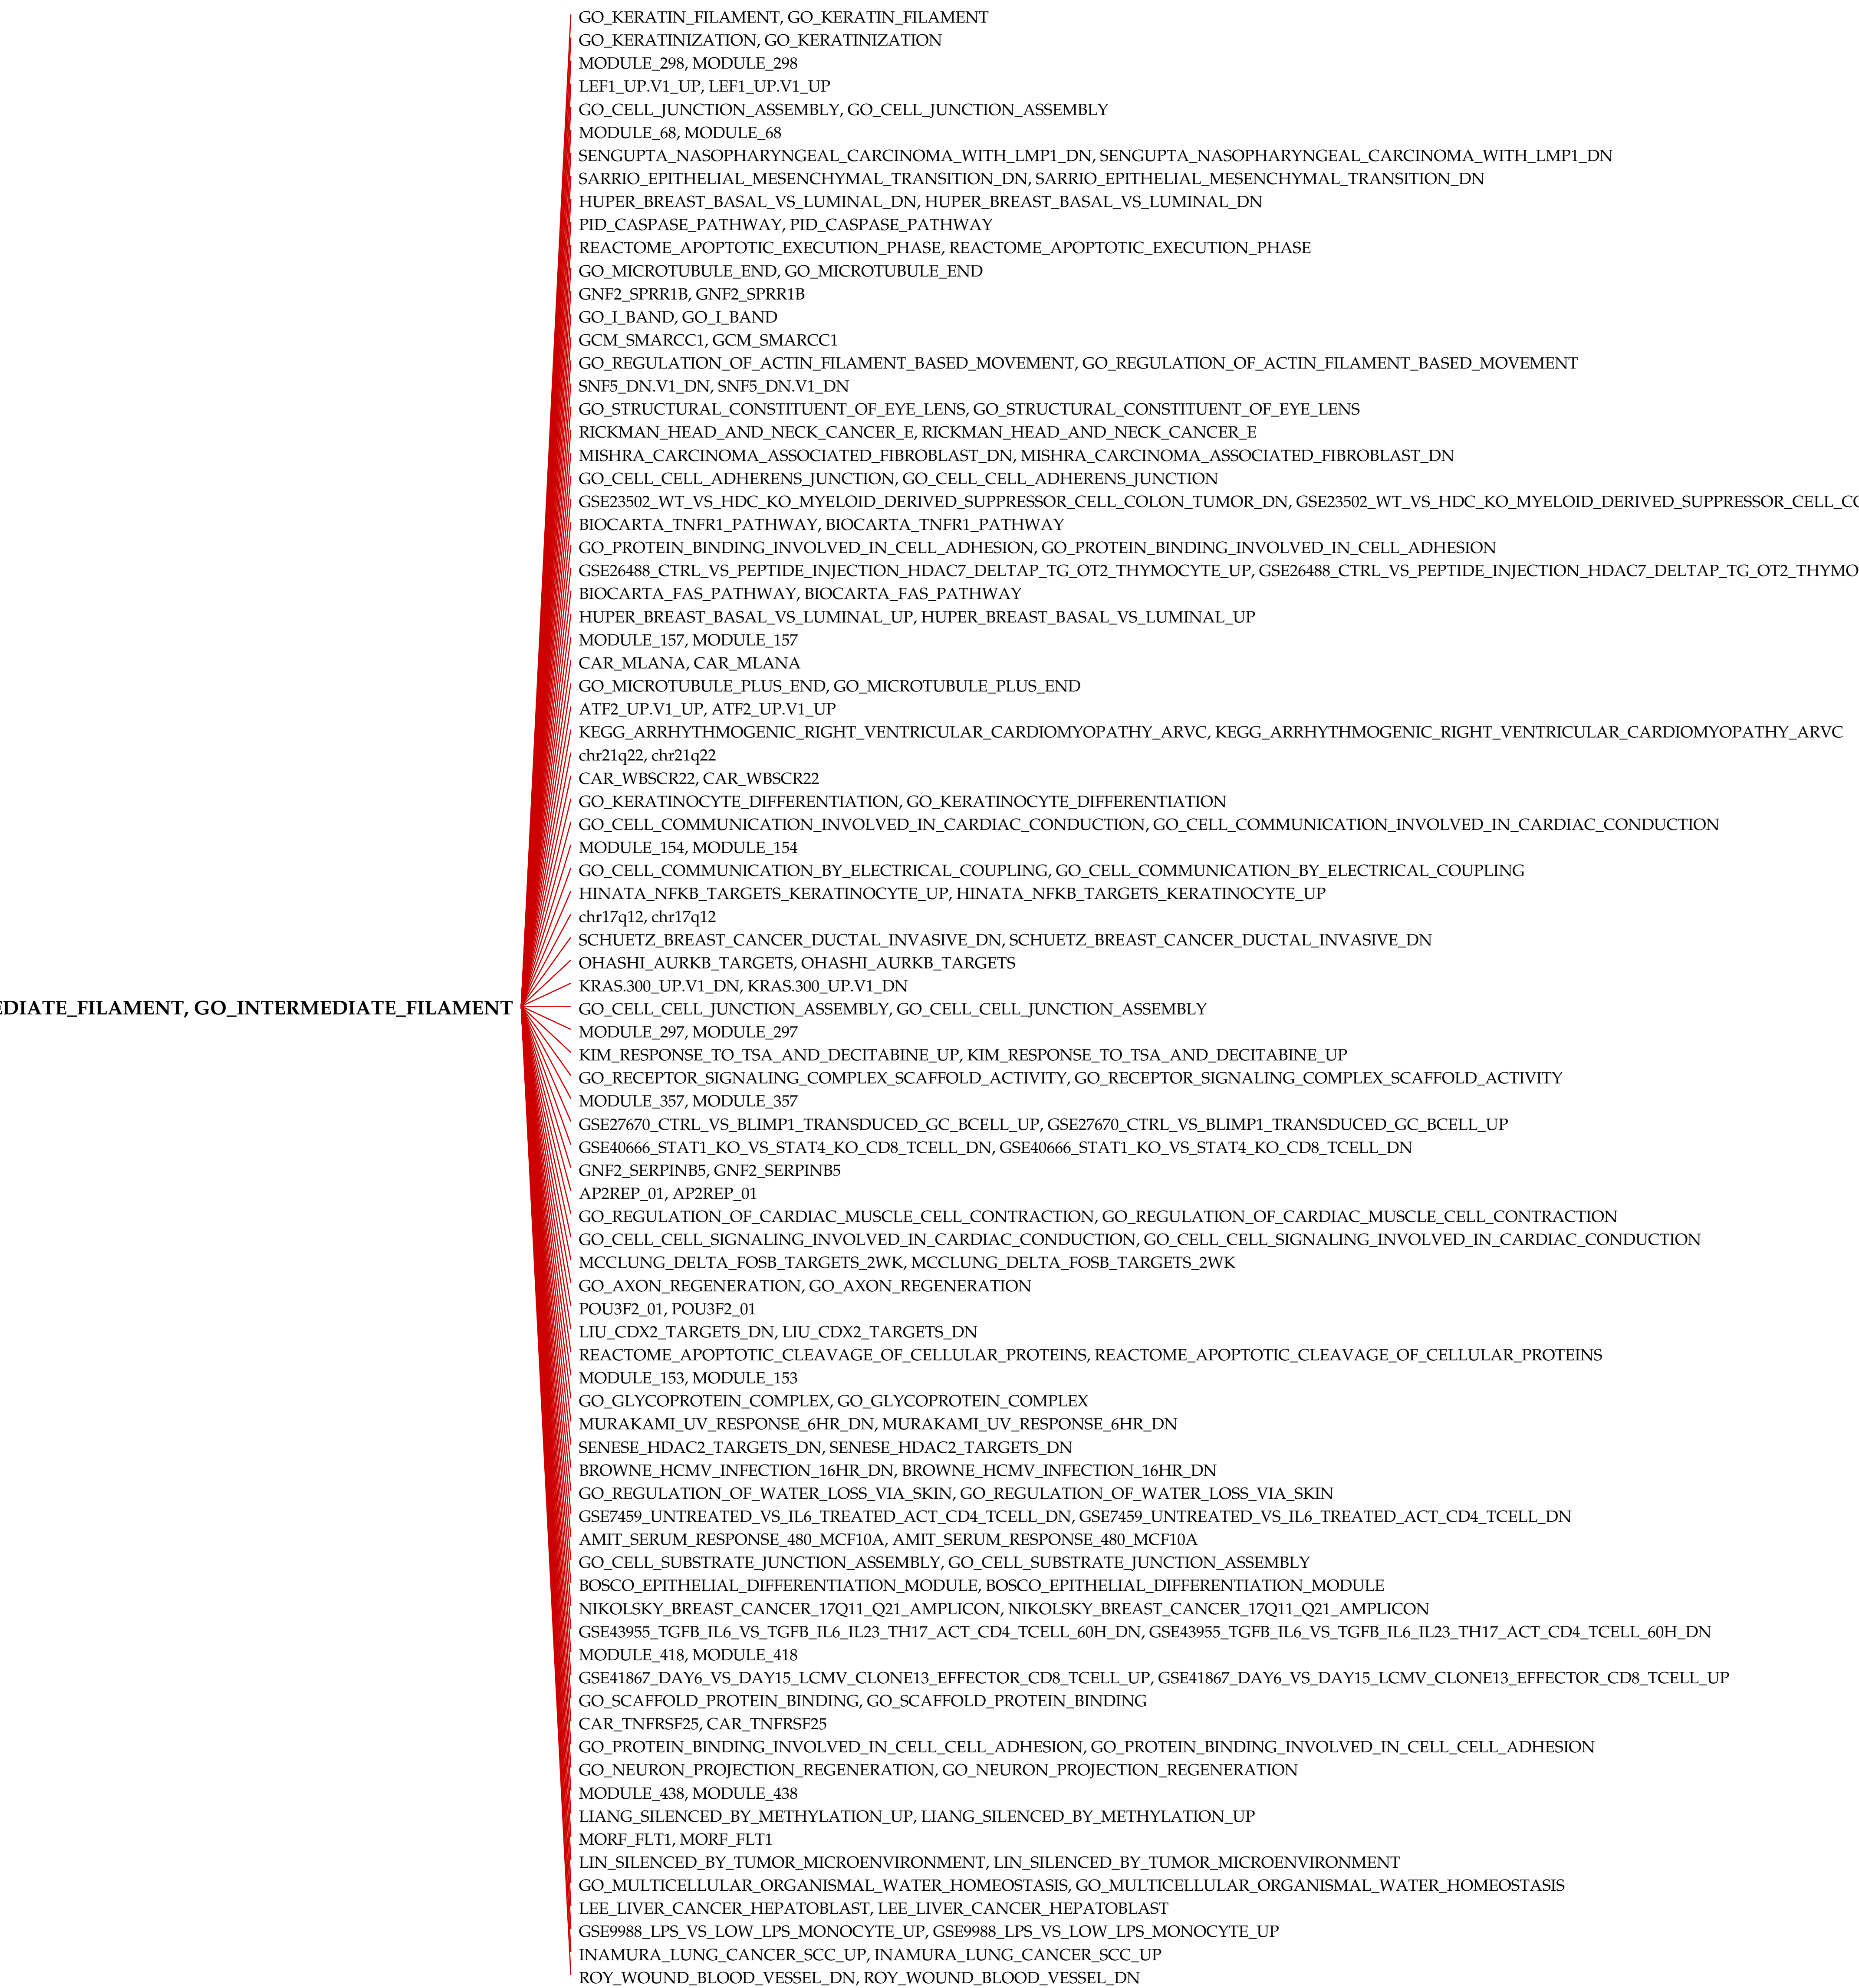 GO_KERATIN_FILAMENT, GO_KERATIN_FILAMENT
GO_KERATINIZATION, GO_KERATINIZATION
MODULE_298, MODULE_298
LEF1_UP.V1_UP, LEF1_UP.V1_UP
GO_CELL_JUNCTION_ASSEMBLY, GO_CELL_JUNCTION_ASSEMBLY
MODULE_68, MODULE_68
SENGUPTA_NASOPHARYNGEAL_CARCINOMA_WITH_LMP1_DN, SENGUPTA_NASOPHARYNGEAL_CARCINOMA_WITH_LMP1_DN
SARRIO_EPITHELIAL_MESENCHYMAL_TRANSITION_DN, SARRIO_EPITHELIAL_MESENCHYMAL_TRANSITION_DN
HUPER_BREAST_BASAL_VS_LUMINAL_DN, HUPER_BREAST_BASAL_VS_LUMINAL_DN
PID_CASPASE_PATHWAY, PID_CASPASE_PATHWAY
REACTOME_APOPTOTIC_EXECUTION_PHASE, REACTOME_APOPTOTIC_EXECUTION_PHASE
GO_MICROTUBULE_END, GO_MICROTUBULE_END
GNF2_SPRR1B, GNF2_SPRR1B
GO_I_BAND, GO_I_BAND
GCM_SMARCC1, GCM_SMARCC1
GO_REGULATION_OF_ACTIN_FILAMENT_BASED_MOVEMENT, GO_REGULATION_OF_ACTIN_FILAMENT_BASED_MOVEMENT
SNF5_DN.V1_DN, SNF5_DN.V1_DN
GO_STRUCTURAL_CONSTITUENT_OF_EYE_LENS, GO_STRUCTURAL_CONSTITUENT_OF_EYE_LENS
RICKMAN_HEAD_AND_NECK_CANCER_E, RICKMAN_HEAD_AND_NECK_CANCER_E
MISHRA_CARCINOMA_ASSOCIATED_FIBROBLAST_DN, MISHRA_CARCINOMA_ASSOCIATED_FIBROBLAST_DN
GO_CELL_CELL_ADHERENS_JUNCTION, GO_CELL_CELL_ADHERENS_JUNCTION
GSE23502_WT_VS_HDC_KO_MYELOID_DERIVED_SUPPRESSOR_CELL_COLON_TUMOR_DN, GSE23502_WT_VS_HDC_KO_MYELOID_DERIVED_SUPPRESSOR_CELL_CO
BIOCARTA_TNFR1_PATHWAY, BIOCARTA_TNFR1_PATHWAY
GO_PROTEIN_BINDING_INVOLVED_IN_CELL_ADHESION, GO_PROTEIN_BINDING_INVOLVED_IN_CELL_ADHESION
GSE26488_CTRL_VS_PEPTIDE_INJECTION_HDAC7_DELTAP_TG_OT2_THYMOCYTE_UP, GSE26488_CTRL_VS_PEPTIDE_INJECTION_HDAC7_DELTAP_TG_OT2_THYMO
BIOCARTA_FAS_PATHWAY, BIOCARTA_FAS_PATHWAY
HUPER_BREAST_BASAL_VS_LUMINAL_UP, HUPER_BREAST_BASAL_VS_LUMINAL_UP
MODULE_157, MODULE_157
CAR_MLANA, CAR_MLANA
GO_MICROTUBULE_PLUS_END, GO_MICROTUBULE_PLUS_END
ATF2_UP.V1_UP, ATF2_UP.V1_UP
KEGG_ARRHYTHMOGENIC_RIGHT_VENTRICULAR_CARDIOMYOPATHY_ARVC, KEGG_ARRHYTHMOGENIC_RIGHT_VENTRICULAR_CARDIOMYOPATHY_ARVC
chr21q22, chr21q22
CAR_WBSCR22, CAR_WBSCR22
GO_KERATINOCYTE_DIFFERENTIATION, GO_KERATINOCYTE_DIFFERENTIATION
GO_CELL_COMMUNICATION_INVOLVED_IN_CARDIAC_CONDUCTION, GO_CELL_COMMUNICATION_INVOLVED_IN_CARDIAC_CONDUCTION
MODULE_154, MODULE_154
GO_CELL_COMMUNICATION_BY_ELECTRICAL_COUPLING, GO_CELL_COMMUNICATION_BY_ELECTRICAL_COUPLING
HINATA_NFKB_TARGETS_KERATINOCYTE_UP, HINATA_NFKB_TARGETS_KERATINOCYTE_UP
chr17q12, chr17q12
SCHUETZ_BREAST_CANCER_DUCTAL_INVASIVE_DN, SCHUETZ_BREAST_CANCER_DUCTAL_INVASIVE_DN
OHASHI_AURKB_TARGETS, OHASHI_AURKB_TARGETS
KRAS.300_UP.V1_DN, KRAS.300_UP.V1_DN
EDIATE_FILAMENT, GO_INTERMEDIATE_FILAMENT
GO_CELL_CELL_JUNCTION_ASSEMBLY, GO_CELL_CELL_JUNCTION_ASSEMBLY
MODULE_297, MODULE_297
KIM_RESPONSE_TO_TSA_AND_DECITABINE_UP, KIM_RESPONSE_TO_TSA_AND_DECITABINE_UP
GO_RECEPTOR_SIGNALING_COMPLEX_SCAFFOLD_ACTIVITY, GO_RECEPTOR_SIGNALING_COMPLEX_SCAFFOLD_ACTIVITY
MODULE_357, MODULE_357
GSE27670_CTRL_VS_BLIMP1_TRANSDUCED_GC_BCELL_UP, GSE27670_CTRL_VS_BLIMP1_TRANSDUCED_GC_BCELL_UP
GSE40666_STAT1_KO_VS_STAT4_KO_CD8_TCELL_DN, GSE40666_STAT1_KO_VS_STAT4_KO_CD8_TCELL_DN
GNF2_SERPINB5, GNF2_SERPINB5
AP2REP_01, AP2REP_01
GO_REGULATION_OF_CARDIAC_MUSCLE_CELL_CONTRACTION, GO_REGULATION_OF_CARDIAC_MUSCLE_CELL_CONTRACTION
GO_CELL_CELL_SIGNALING_INVOLVED_IN_CARDIAC_CONDUCTION, GO_CELL_CELL_SIGNALING_INVOLVED_IN_CARDIAC_CONDUCTION
MCCLUNG_DELTA_FOSB_TARGETS_2WK, MCCLUNG_DELTA_FOSB_TARGETS_2WK
GO_AXON_REGENERATION, GO_AXON_REGENERATION
POU3F2_01, POU3F2_01
LIU_CDX2_TARGETS_DN, LIU_CDX2_TARGETS_DN
REACTOME_APOPTOTIC_CLEAVAGE_OF_CELLULAR_PROTEINS, REACTOME_APOPTOTIC_CLEAVAGE_OF_CELLULAR_PROTEINS
MODULE_153, MODULE_153
GO_GLYCOPROTEIN_COMPLEX, GO_GLYCOPROTEIN_COMPLEX
MURAKAMI_UV_RESPONSE_6HR_DN, MURAKAMI_UV_RESPONSE_6HR_DN
SENESE_HDAC2_TARGETS_DN, SENESE_HDAC2_TARGETS_DN
BROWNE_HCMV_INFECTION_16HR_DN, BROWNE_HCMV_INFECTION_16HR_DN
GO_REGULATION_OF_WATER_LOSS_VIA_SKIN, GO_REGULATION_OF_WATER_LOSS_VIA_SKIN
GSE7459_UNTREATED_VS_IL6_TREATED_ACT_CD4_TCELL_DN, GSE7459_UNTREATED_VS_IL6_TREATED_ACT_CD4_TCELL_DN
AMIT_SERUM_RESPONSE_480_MCF10A, AMIT_SERUM_RESPONSE_480_MCF10A
GO_CELL_SUBSTRATE_JUNCTION_ASSEMBLY, GO_CELL_SUBSTRATE_JUNCTION_ASSEMBLY
BOSCO_EPITHELIAL_DIFFERENTIATION_MODULE, BOSCO_EPITHELIAL_DIFFERENTIATION_MODULE
NIKOLSKY_BREAST_CANCER_17Q11_Q21_AMPLICON, NIKOLSKY_BREAST_CANCER_17Q11_Q21_AMPLICON
GSE43955_TGFB_IL6_VS_TGFB_IL6_IL23_TH17_ACT_CD4_TCELL_60H_DN, GSE43955_TGFB_IL6_VS_TGFB_IL6_IL23_TH17_ACT_CD4_TCELL_60H_DN
MODULE_418, MODULE_418
GSE41867_DAY6_VS_DAY15_LCMV_CLONE13_EFFECTOR_CD8_TCELL_UP, GSE41867_DAY6_VS_DAY15_LCMV_CLONE13_EFFECTOR_CD8_TCELL_UP
GO_SCAFFOLD_PROTEIN_BINDING, GO_SCAFFOLD_PROTEIN_BINDING
CAR_TNFRSF25, CAR_TNFRSF25
GO_PROTEIN_BINDING_INVOLVED_IN_CELL_CELL_ADHESION, GO_PROTEIN_BINDING_INVOLVED_IN_CELL_CELL_ADHESION
GO_NEURON_PROJECTION_REGENERATION, GO_NEURON_PROJECTION_REGENERATION
MODULE_438, MODULE_438
LIANG_SILENCED_BY_METHYLATION_UP, LIANG_SILENCED_BY_METHYLATION_UP
MORF_FLT1, MORF_FLT1
LIN_SILENCED_BY_TUMOR_MICROENVIRONMENT, LIN_SILENCED_BY_TUMOR_MICROENVIRONMENT
GO_MULTICELLULAR_ORGANISMAL_WATER_HOMEOSTASIS, GO_MULTICELLULAR_ORGANISMAL_WATER_HOMEOSTASIS
LEE_LIVER_CANCER_HEPATOBLAST, LEE_LIVER_CANCER_HEPATOBLAST
GSE9988_LPS_VS_LOW_LPS_MONOCYTE_UP, GSE9988_LPS_VS_LOW_LPS_MONOCYTE_UP
INAMURA_LUNG_CANCER_SCC_UP, INAMURA_LUNG_CANCER_SCC_UP
ROY_WOUND_BLOOD_VESSEL_DN, ROY_WOUND_BLOOD_VESSEL_DN